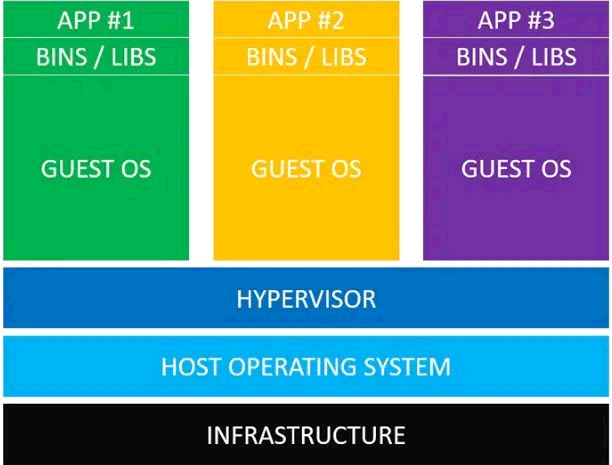 APP #1
BINS / LIBS
GUEST OS
APP #2
BINS / LIBS
GUEST OS
APP #3
BINS / LIBS
GUEST OS
HYPERVISOR
HOST OPERATING SYSTEM
INFRASTRUCTURE